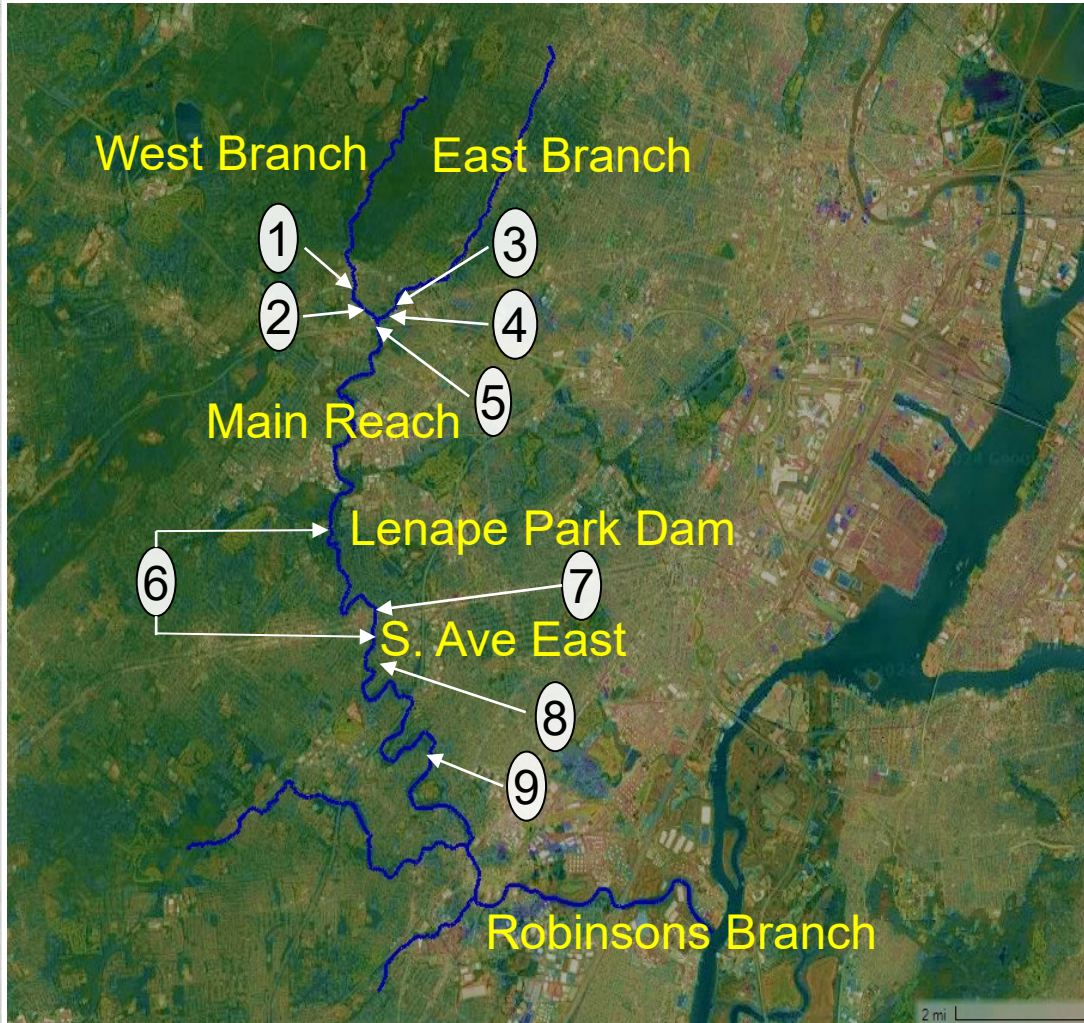 West Branch
East Branch
1
3
2
4
5
Main Reach
Lenape Park Dam
6
7
S. Ave East
8
9
Robinsons Branch
2 mi